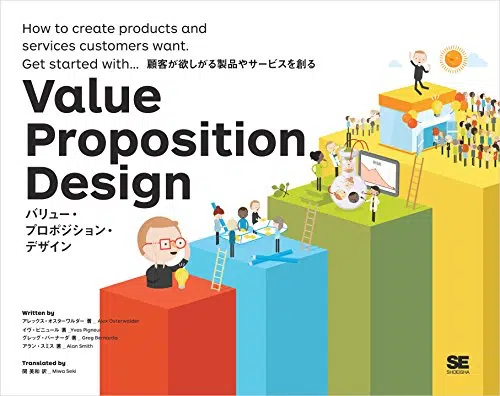 How to create products and
services customers want.
Get started with... 顧客が欲しがる製品やサービスを創る
Value
Proposition
Design
バリュー・
プロポジション・
デザイン
Written by
アレックス・オスターワルダー 著 _ Alex Osterwalder
イヴ・ピニュール 著 _Yves Pigneur
グレッグ・バーナーダ 著 _ Greg Bernarda
アラン・スミス 著 _ Alan Smith
Translated by
関 美和 訳 _ Miwa Seki
SE
SHOEISHA